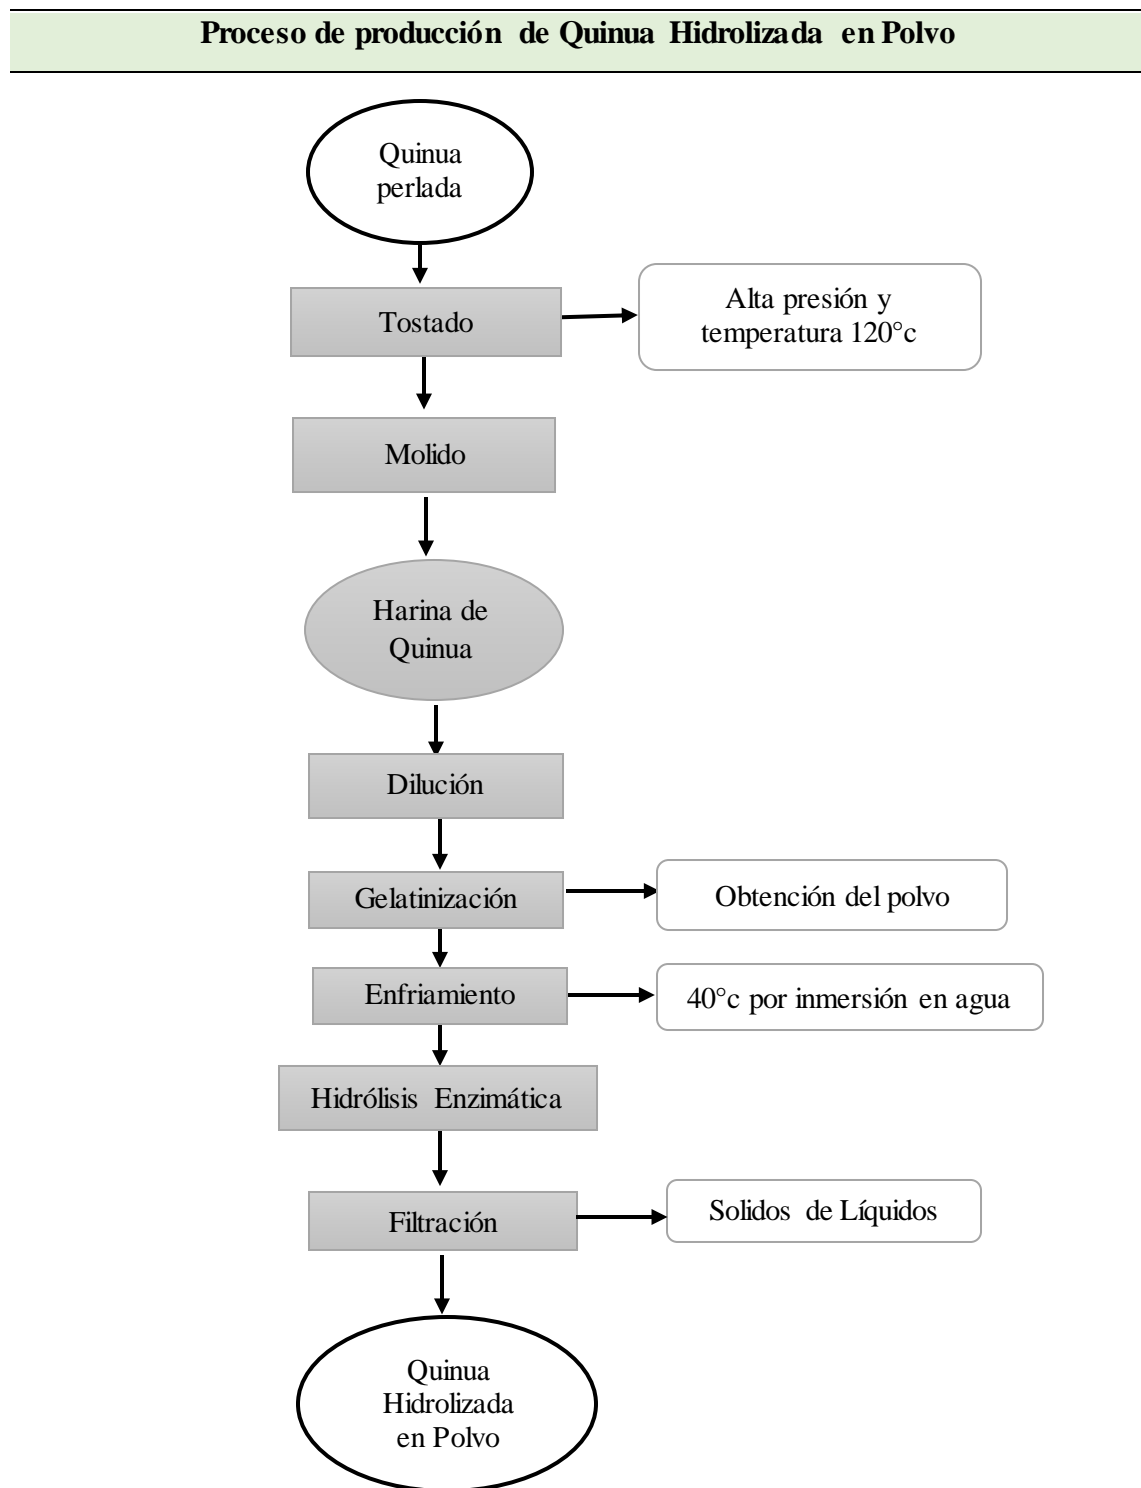 Proceso de producción de Quinua Hidrolizada en Polvo
Quinua
perlada
Tostado
Alta presión y
temperatura 120°c
Molido
Harina de
Quinua
Dilución
Gelatinización
Obtención del polvo
Enfriamiento
40°c por inmersión en agua
Hidrólisis Enzimática
Filtración
Solidos de Líquidos
Quinua
Hidrolizada
en Polvo